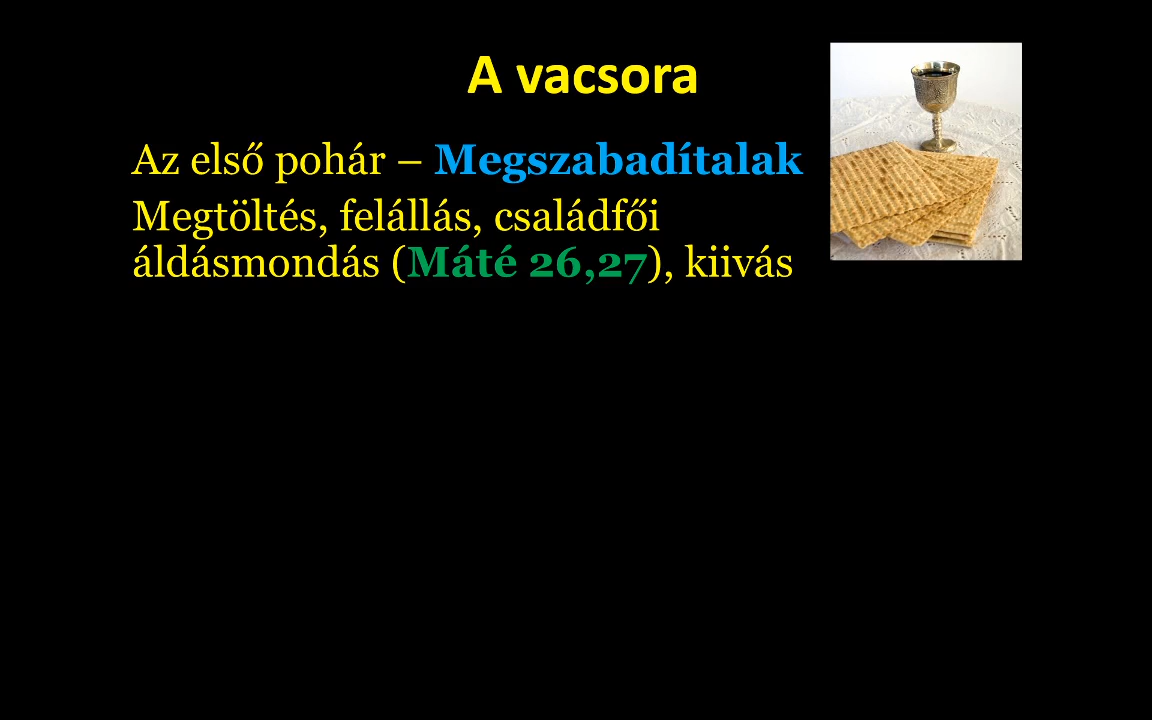 A vacsora
Az első pohár – Megszabadítalak
Megtöltés, felállás, családfői
áldásmondás (Máté 26,27), kiivás